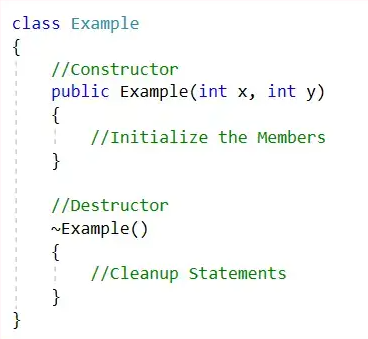 class Example
{
//Constructor
public Example(int x, int y)
{
//Initialize the Members
}
//Destructor
~Example()
{
//Cleanup Statements
}
}